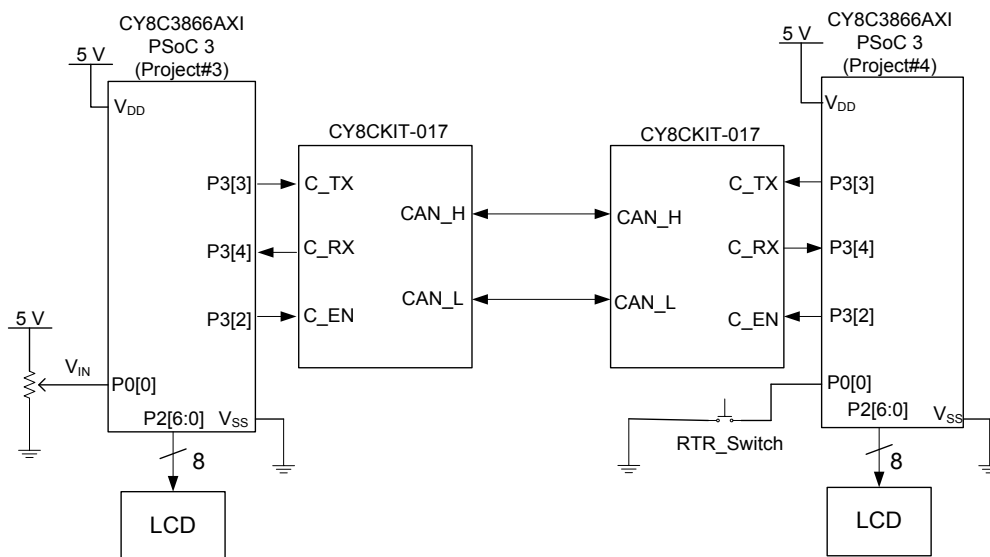 CY8C3866AXI
PSoC 3
(Project#3)
5 V
VDD
P3[3]
P3[4]
P3[2]
5 V
VIN
P0[0]
P2[6:0]
VSS
8
LCD
CY8CKIT-017
C_TX
CAN_H
C_RX
CAN_L
C_EN
CY8CKIT-017
C_TX
CAN_H
C_RX
CAN_L
C_EN
CY8C3866AXI
PSoC 3
(Project#4)
5 V
VDD
P3[3]
P3[4]
P3[2]
P0[0]
P2[6:0]
VSS
RTR_Switch
8
LCD